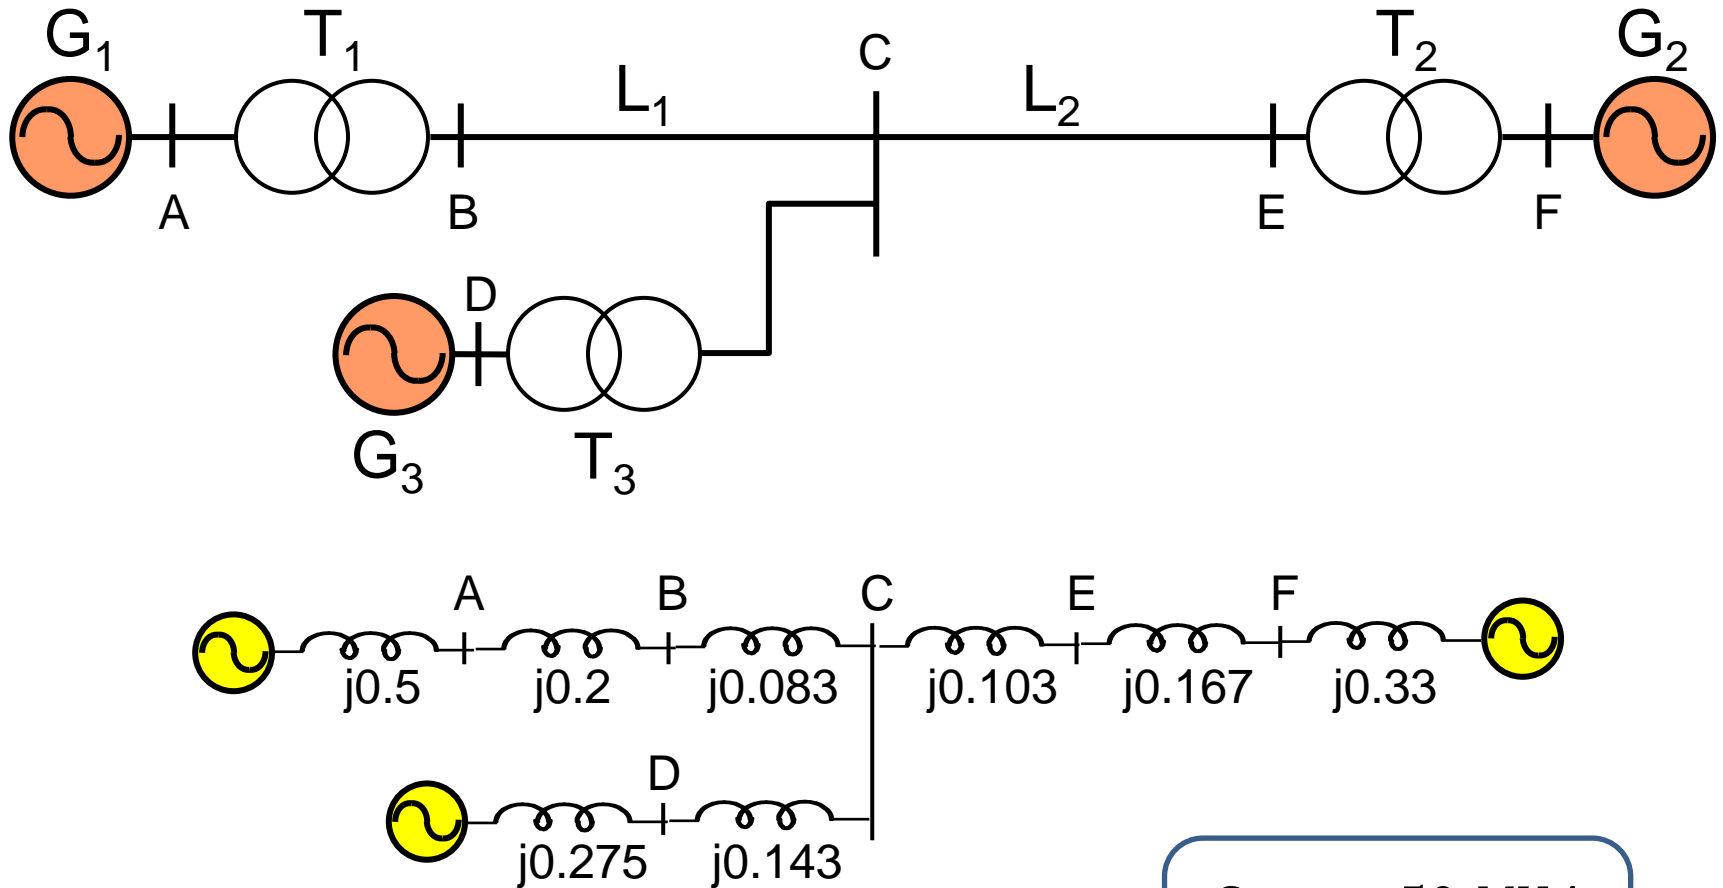 G1 T1 C T2 G2
L1 L2
A B E F
D
G3 T3
A B C E F
j0.5 j0.2 j0.083 j0.103 j0.167 j0.33
D
j0.275 j0.143